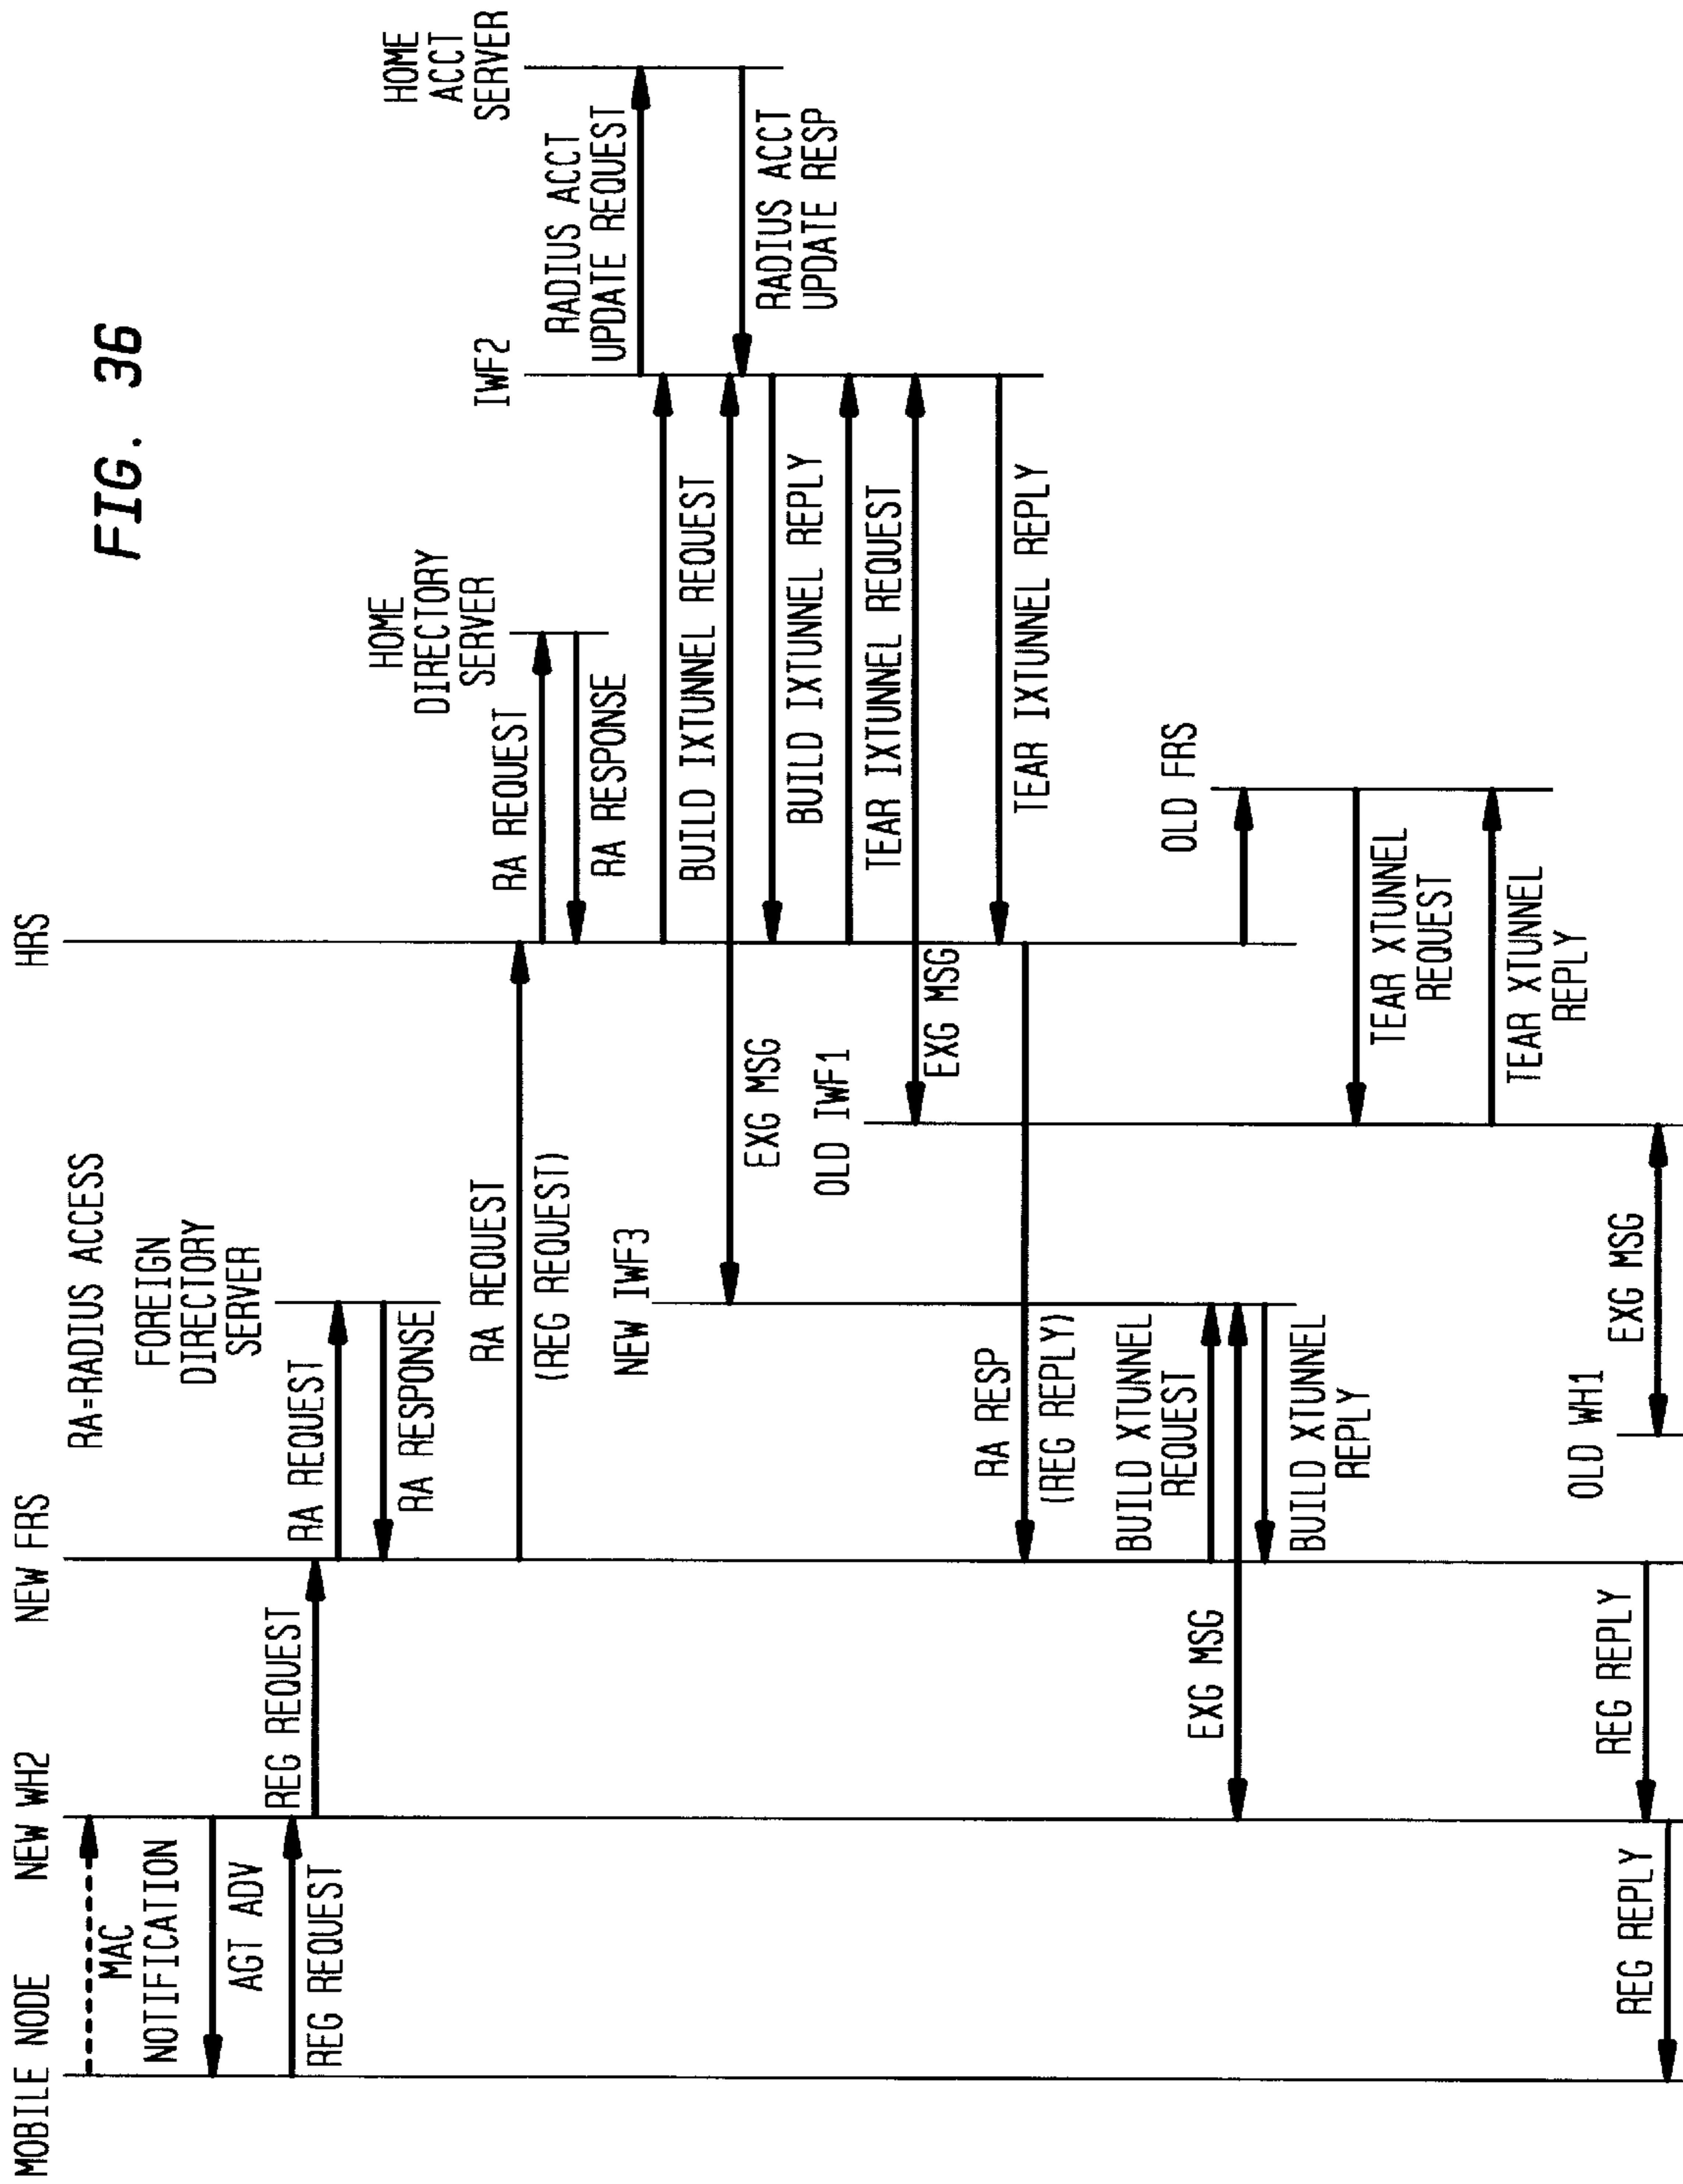 FIG. 36
MOBILE NODE
NEW WH2
NEW FRS
HRS
RA=RADIUS ACCESS
MAC
NOTIFICATION
FOREIGN
DIRECTORY
SERVER
AGT ADV
REG REQUEST
REG REQUEST
RA REQUEST
RA RESPONSE
HOME
DIRECTORY
SERVER
IWF2
HOME
ACCT
SERVER
RA REQUEST
(REG REQUEST)
RA REQUEST
RA RESPONSE
RADIUS ACCT
UPDATE REQUEST
NEW IWF3
BUILD IXTUNNEL REQUEST
EXG MSG
RADIUS ACCT
UPDATE RESP
BUILD IXTUNNEL REPLY
OLD IWF1
TEAR IXTUNNEL REQUEST
EXG MSG
TEAR IXTUNNEL REPLY
RA RESP
(REG REPLY)
BUILD XTUNNEL
REQUEST
OLD FRS
EXG MSG
BUILD XTUNNEL
REPLY
TEAR XTUNNEL
REQUEST
TEAR XTUNNEL
REPLY
OLD WH1
EXG MSG
REG REPLY
REG REPLY